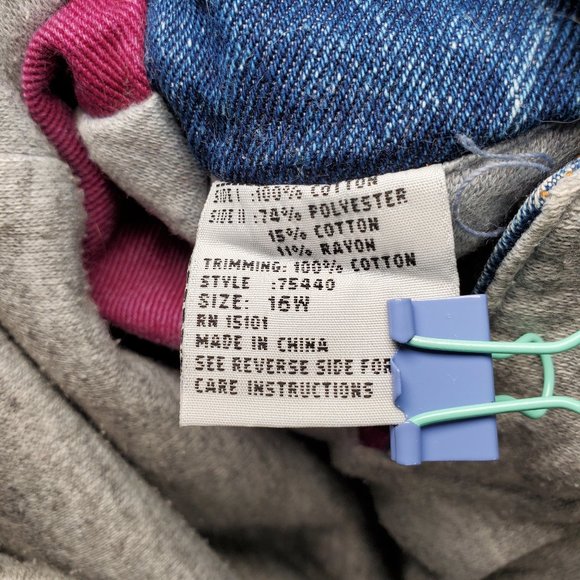 SIDE I :100% COTTON
SIDE II :74% POLYESTER
15% COTTON
11% RAYON
TRIMMING: 100% COTTON
STYLE :75440
SIZE: 16W
RN 15101
MADE IN CHINA
SEE REVERSE SIDE FOR
CARE INSTRUCTIONS